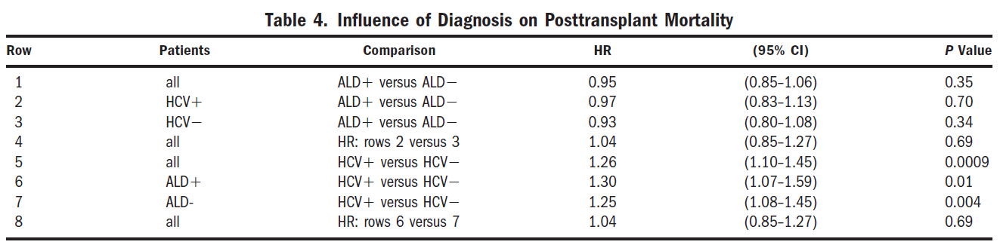 Table 4. Influence of Diagnosis on Posttransplant Mortality
Row Patients Comparison HR (95% CI) P Value
1 all ALD+ versus ALD− 0.95 (0.85–1.06) 0.35
2 HCV+ ALD+ versus ALD− 0.97 (0.83–1.13) 0.70
3 HCV− ALD+ versus ALD− 0.93 (0.80–1.08) 0.34
4 all HR: rows 2 versus 3 1.04 (0.85–1.27) 0.69
5 all HCV+ versus HCV− 1.26 (1.10–1.45) 0.0009
6 ALD+ HCV+ versus HCV− 1.30 (1.07–1.59) 0.01
7 ALD- HCV+ versus HCV− 1.25 (1.08–1.45) 0.004
8 all HR: rows 6 versus 7 1.04 (0.85–1.27) 0.69